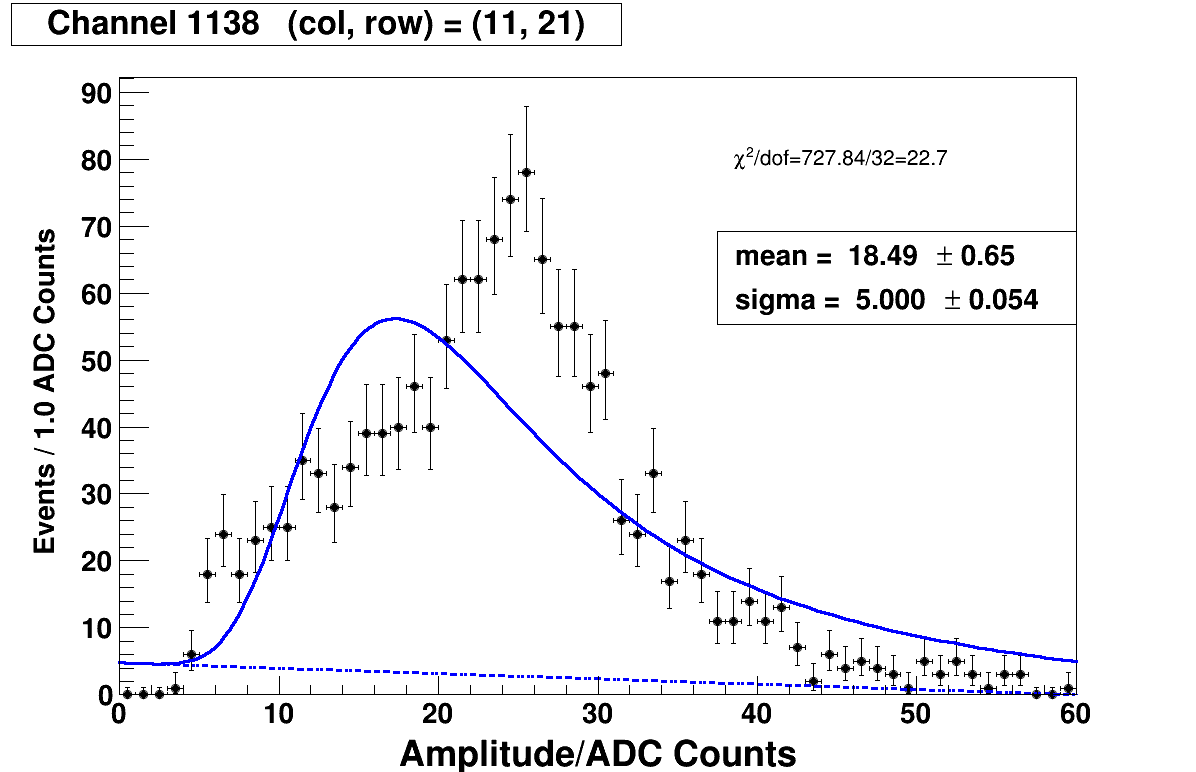 Channel 1138 (col, row) = (11, 21)
90
80
70
60
50
40
30
20
10
0
Events / 1.0 ADC Counts
χ²/dof=727.84/32=22.7
mean = 18.49 ± 0.65
sigma = 5.000 ± 0.054
0 10 20 30 40 50 60
Amplitude/ADC Counts